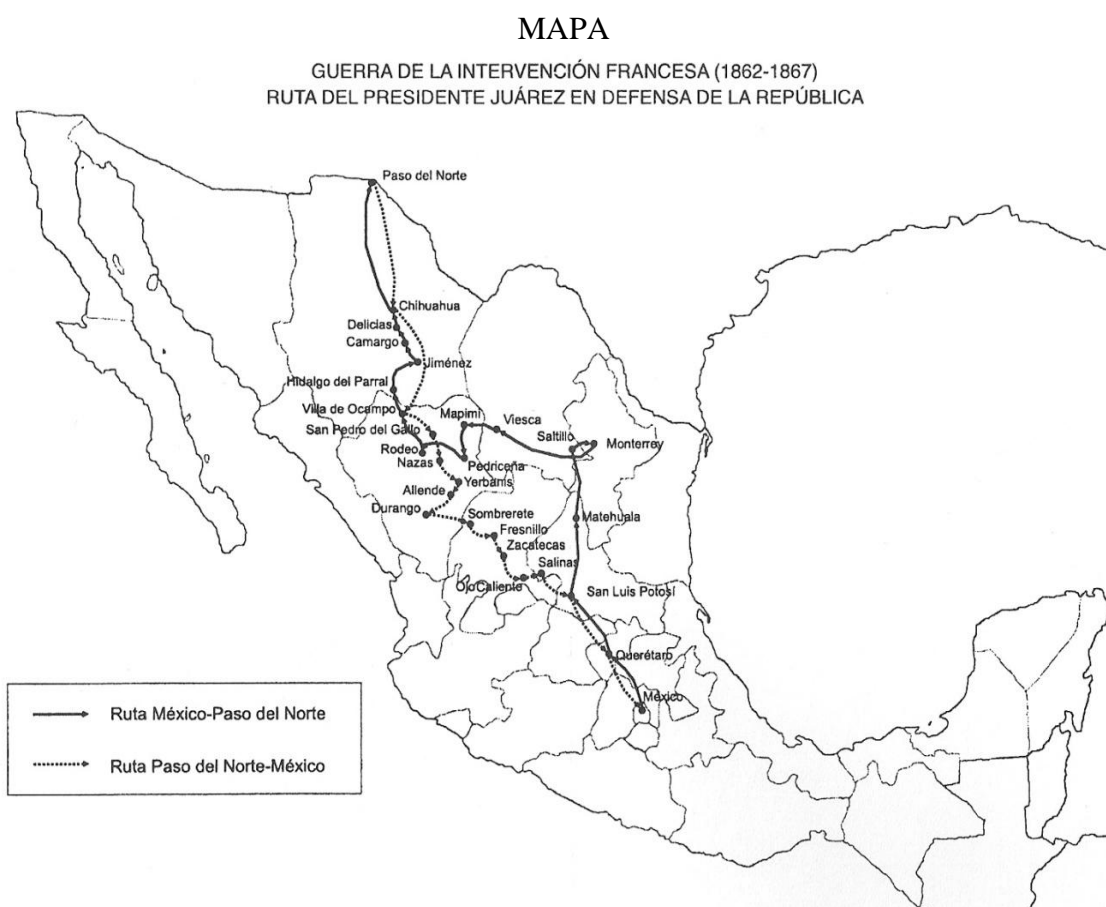 MAPA
GUERRA DE LA INTERVENCIÓN FRANCESA (1862-1867)
RUTA DEL PRESIDENTE JUÁREZ EN DEFENSA DE LA REPÚBLICA
Paso del Norte
Chihuahua
Delicias
Camargo
Jiménez
Hidalgo del Parral
Villa de Ocampo
Mapimí
Viesca
San Pedro del Gallo
Saltillo
Monterrey
Rodeo
Nazas
Pedriceña
Yerbanis
Allende
Durango
Sombrerete
Matehuala
Fresnillo
Zacatecas
Salinas
Ojo Caliente
San Luis Potosí
Querétaro
México
Ruta México-Paso del Norte
Ruta Paso del Norte-México